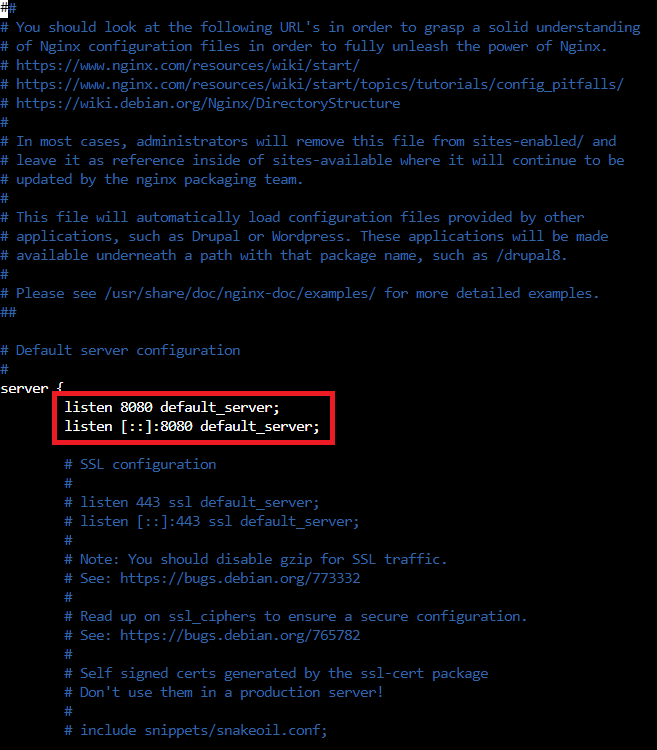 ##
# You should look at the following URL's in order to grasp a solid understanding
# of Nginx configuration files in order to fully unleash the power of Nginx.
# https://www.nginx.com/resources/wiki/start/
# https://www.nginx.com/resources/wiki/start/topics/tutorials/config_pitfalls/
# https://wiki.debian.org/Nginx/DirectoryStructure
#
# In most cases, administrators will remove this file from sites-enabled/ and
# leave it as reference inside of sites-available where it will continue to be
# updated by the nginx packaging team.
#
# This file will automatically load configuration files provided by other
# applications, such as Drupal or Wordpress. These applications will be made
# available underneath a path with that package name, such as /drupal8.
#
# Please see /usr/share/doc/nginx-doc/examples/ for more detailed examples.
##
# Default server configuration
#
server {
listen 8080 default_server;
listen [::]:8080 default_server;
# SSL configuration
#
# listen 443 ssl default_server;
# listen [::]:443 ssl default_server;
#
# Note: You should disable gzip for SSL traffic.
# See: https://bugs.debian.org/773332
#
# Read up on ssl_ciphers to ensure a secure configuration.
# See: https://bugs.debian.org/765782
#
# Self signed certs generated by the ssl-cert package
# Don't use them in a production server!
#
# include snippets/snakeoil.conf;